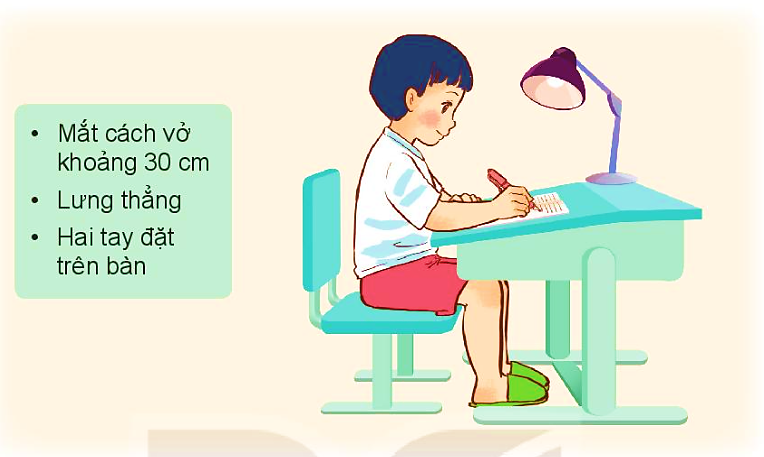 • Mắt cách vở
khoảng 30 cm
• Lưng thẳng
• Hai tay đặt
trên bàn